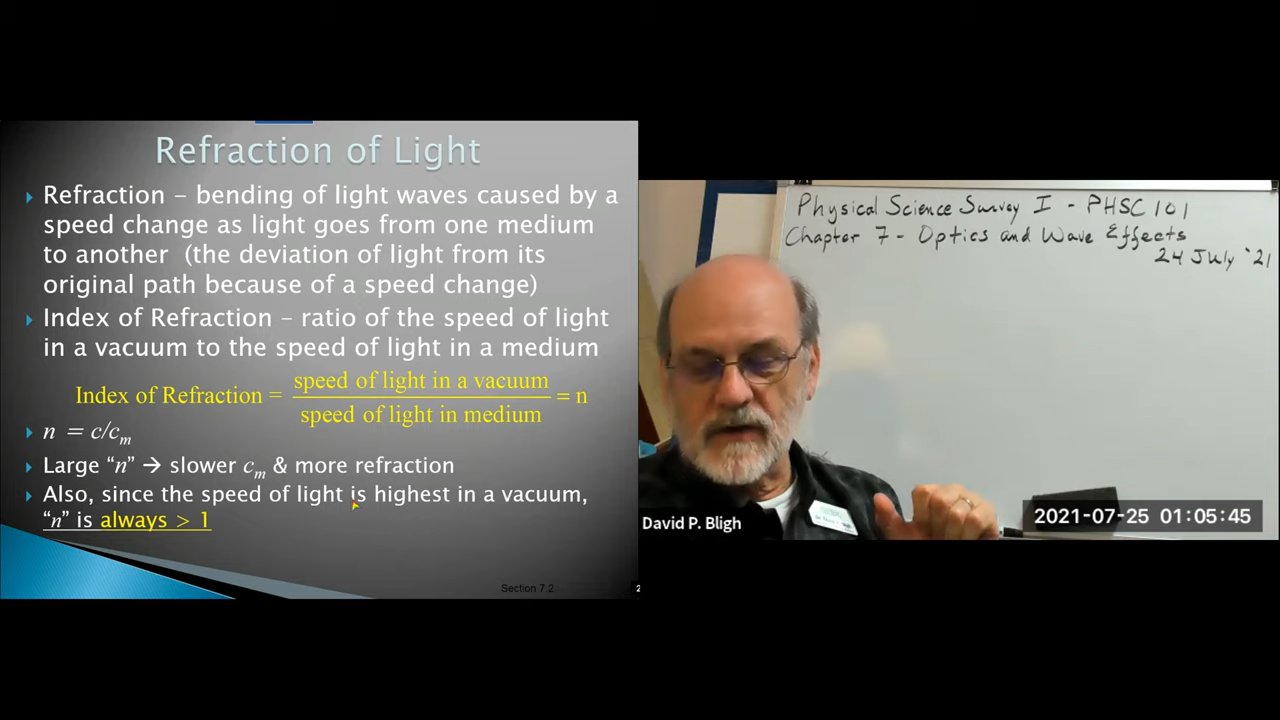 Refraction of Light
Refraction – bending of light waves caused by a
speed change as light goes from one medium
to another (the deviation of light from its
original path because of a speed change)
Index of Refraction – ratio of the speed of light
in a vacuum to the speed of light in a medium
Index of Refraction = speed of light in a vacuum / speed of light in medium = n
n = c/cm
Large “n” → slower cm & more refraction
Also, since the speed of light is highest in a vacuum,
“n” is always > 1
Section 7.2
Physical Science Survey I - PHSC 101
Chapter 7 - Optics and Wave Effects
24 July '21
David P. Bligh
2021-07-25 01:05:45